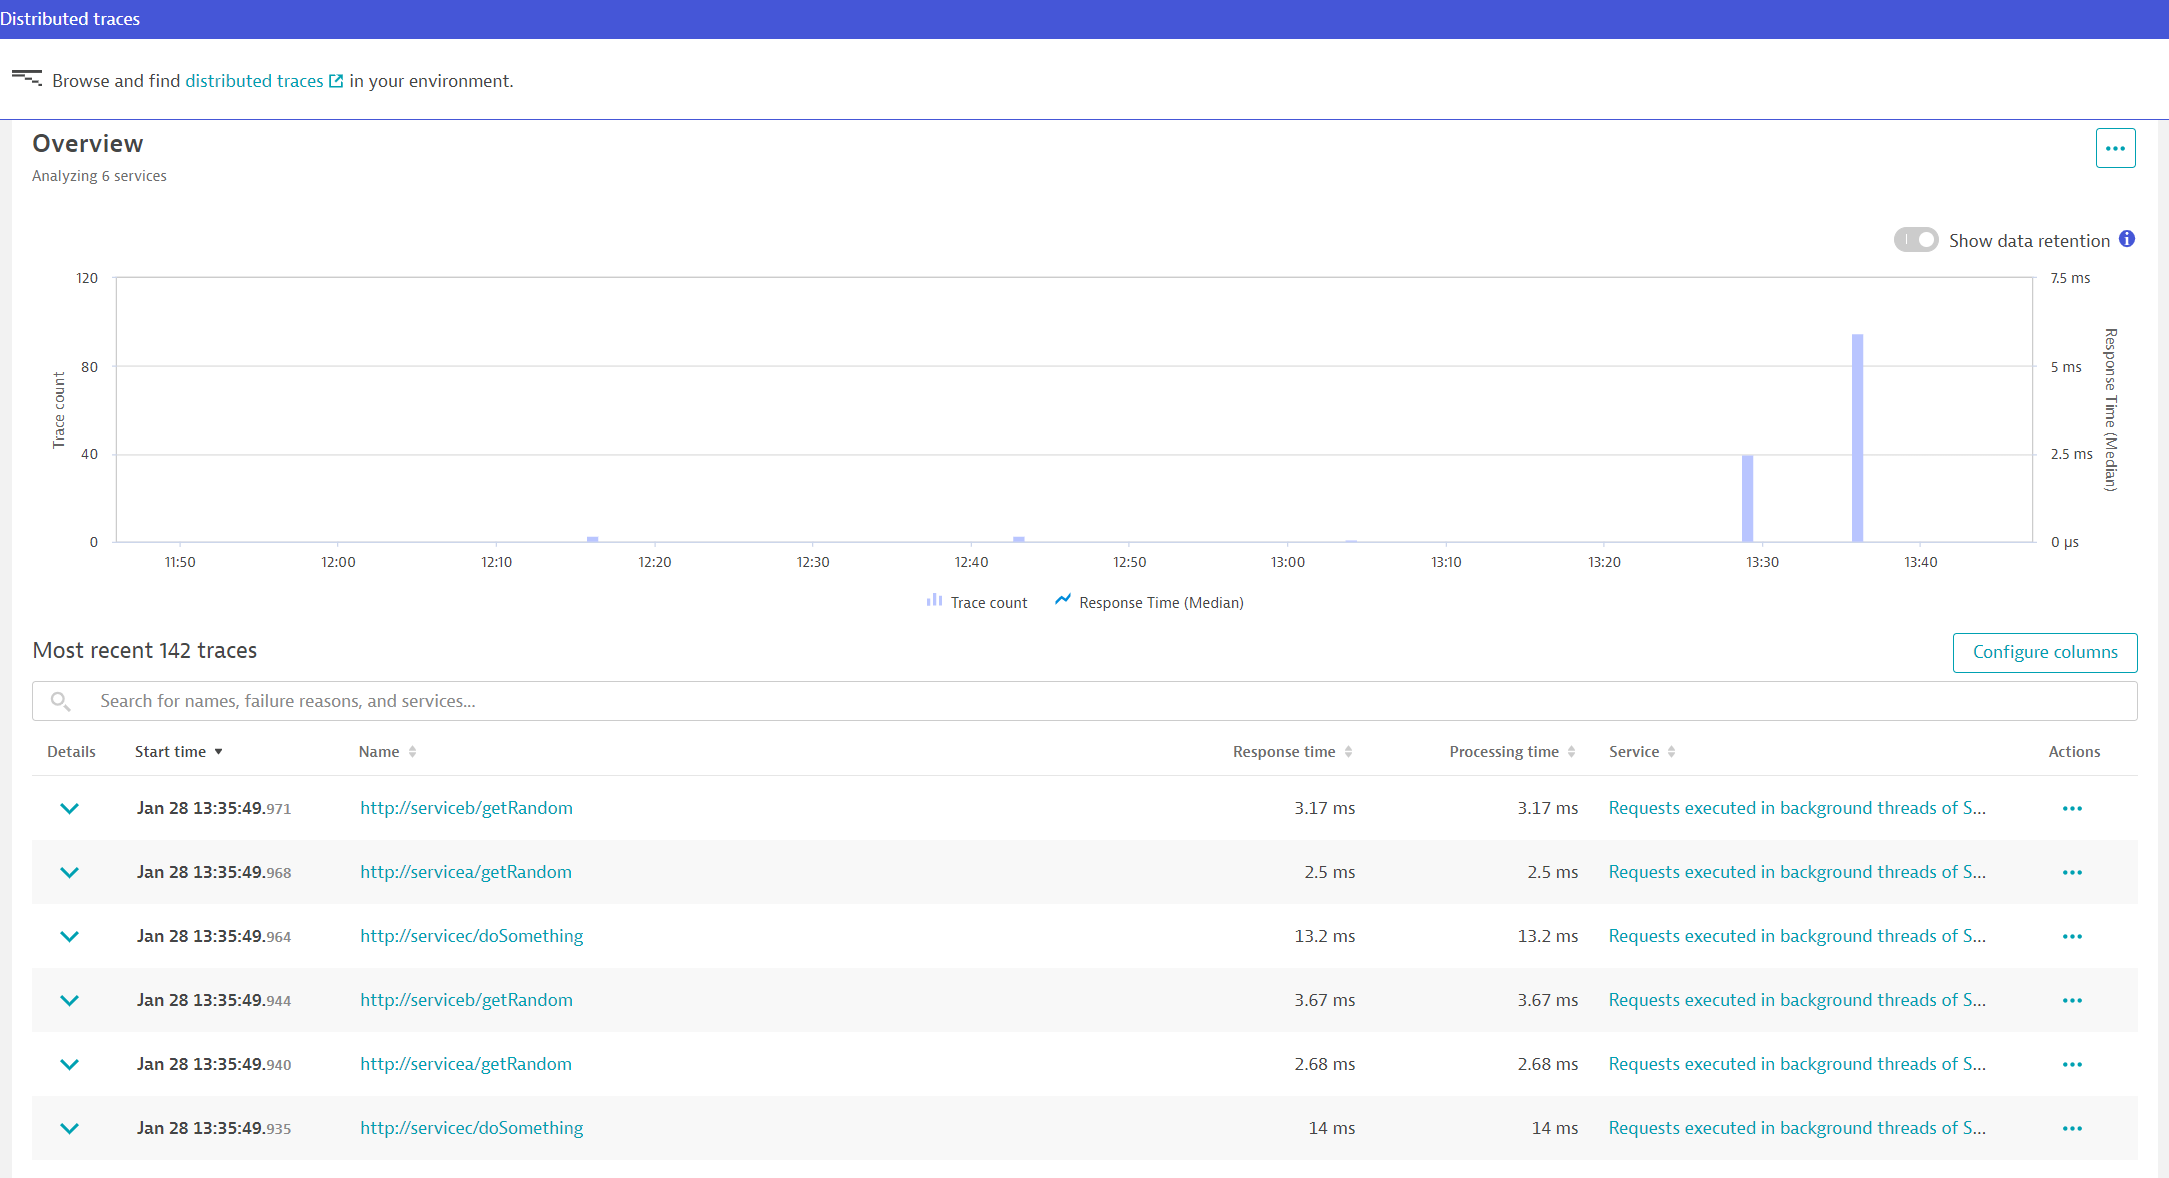 Distributed traces
Browse and find distributed traces in your environment.
Overview
Analyzing 6 services
Show data retention
120
80
40
0
Trace count
7.5 ms
5 ms
2.5 ms
0 µs
Response Time (Median)
11:50 12:00 12:10 12:20 12:30 12:40 12:50 13:00 13:10 13:20 13:30 13:40
Trace count Response Time (Median)
Most recent 142 traces
Configure columns
Search for names, failure reasons, and services...
Details Start time Name Response time Processing time Service Actions
Jan 28 13:35:49.971 http://serviceb/getRandom 3.17 ms 3.17 ms Requests executed in background threads of S...
Jan 28 13:35:49.968 http://servicea/getRandom 2.5 ms 2.5 ms Requests executed in background threads of S...
Jan 28 13:35:49.964 http://servicec/doSomething 13.2 ms 13.2 ms Requests executed in background threads of S...
Jan 28 13:35:49.944 http://serviceb/getRandom 3.67 ms 3.67 ms Requests executed in background threads of S...
Jan 28 13:35:49.940 http://servicea/getRandom 2.68 ms 2.68 ms Requests executed in background threads of S...
Jan 28 13:35:49.935 http://servicec/doSomething 14 ms 14 ms Requests executed in background threads of S...